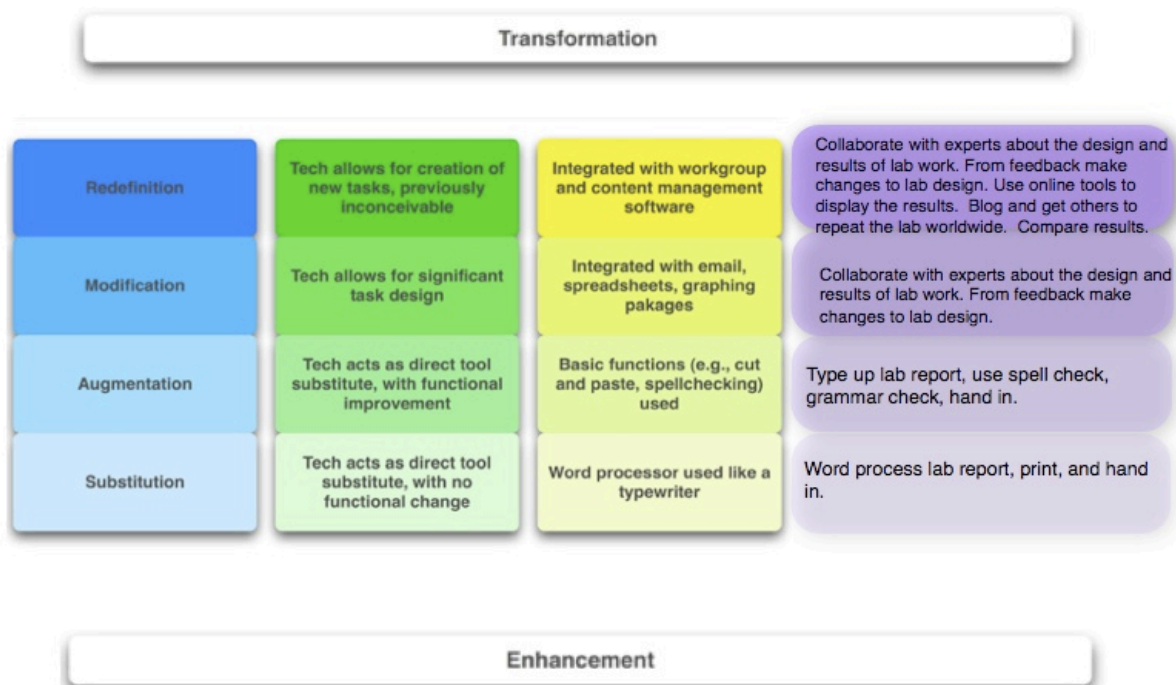 Transformation
Redefinition
Tech allows for creation of
new tasks, previously
inconceivable
Integrated with workgroup
and content management
software
Collaborate with experts about the design and
results of lab work. From feedback make
changes to lab design. Use online tools to
display the results.  Blog and get others to
repeat the lab worldwide.  Compare results.
Modification
Tech allows for significant
task design
Integrated with email,
spreadsheets, graphing
pakages
Collaborate with experts about the design and
results of lab work. From feedback make
changes to lab design.
Augmentation
Tech acts as direct tool
substitute, with functional
improvement
Basic functions (e.g., cut
and paste, spellchecking)
used
Type up lab report, use spell check,
grammar check, hand in.
Substitution
Tech acts as direct tool
substitute, with no
functional change
Word processor used like a
typewriter
Word process lab report, print, and hand
in.
Enhancement